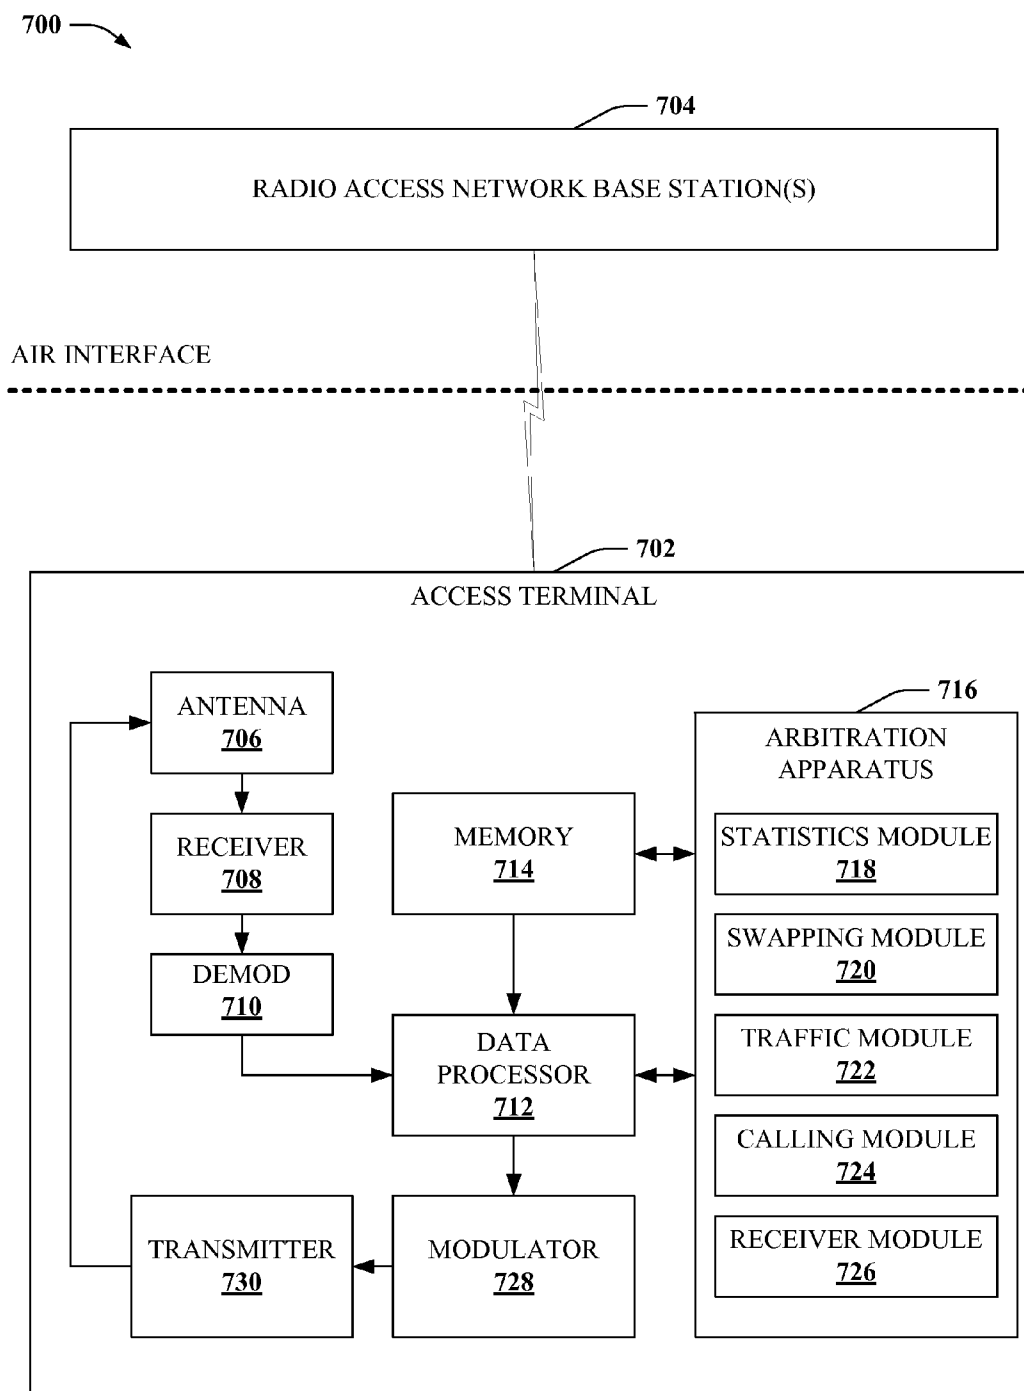 700
704
RADIO ACCESS NETWORK BASE STATION(S)
AIR INTERFACE
702
ACCESS TERMINAL
ANTENNA
706
RECEIVER
708
DEMOD
710
MEMORY
714
DATA
PROCESSOR
712
TRANSMITTER
730
MODULATOR
728
716
ARBITRATION
APPARATUS
STATISTICS MODULE
718
SWAPPING MODULE
720
TRAFFIC MODULE
722
CALLING MODULE
724
RECEIVER MODULE
726